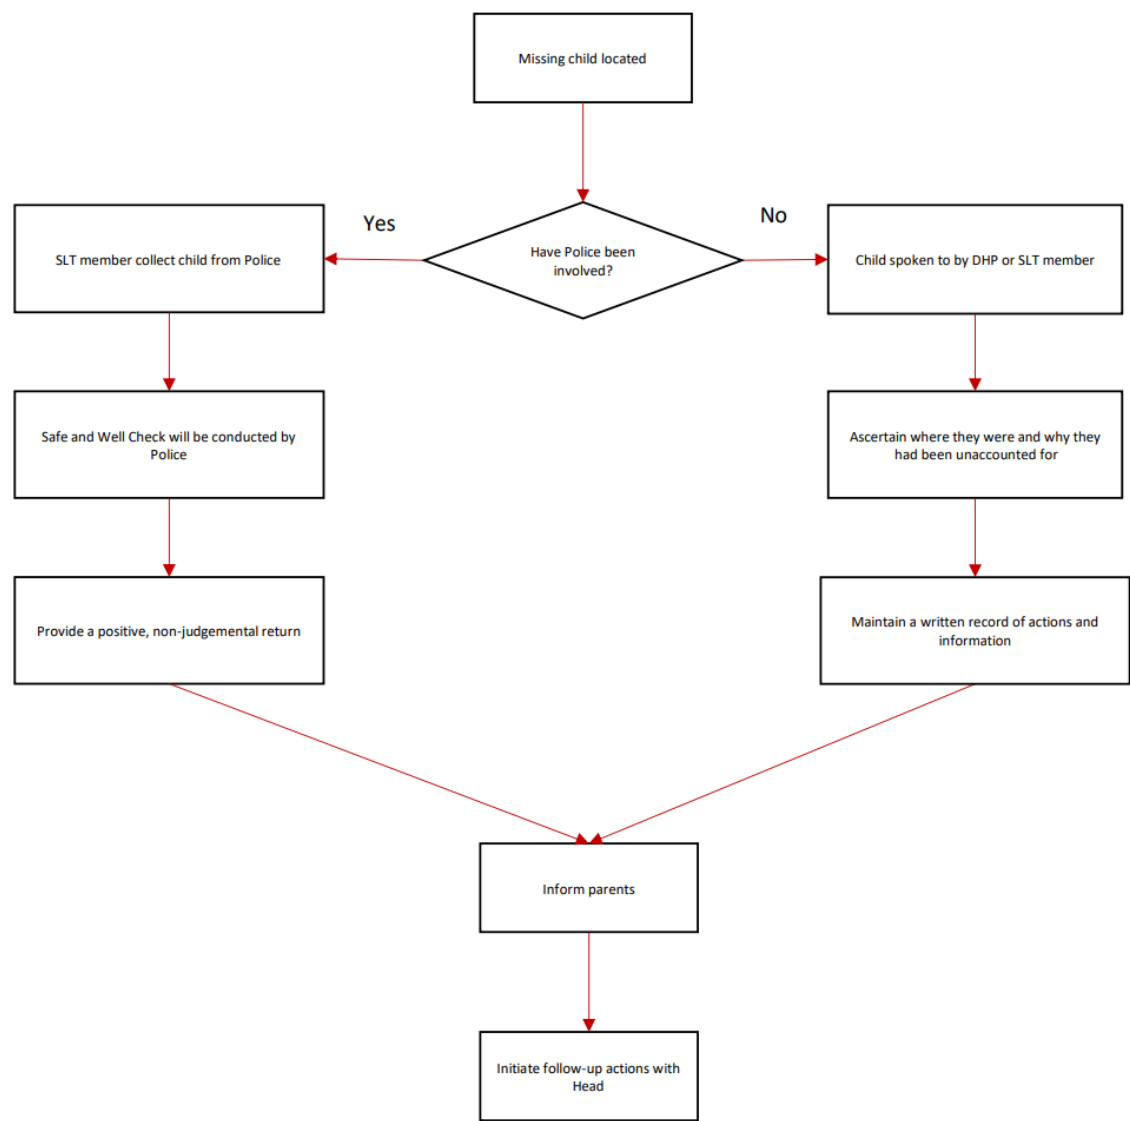 Missing child located
Yes
No
Have Police been
involved?
SLT member collect child from Police
Child spoken to by DHP or SLT member
Safe and Well Check will be conducted by
Police
Ascertain where they were and why they
had been unaccounted for
Provide a positive, non-judgemental return
Maintain a written record of actions and
information
Inform parents
Initiate follow-up actions with
Head